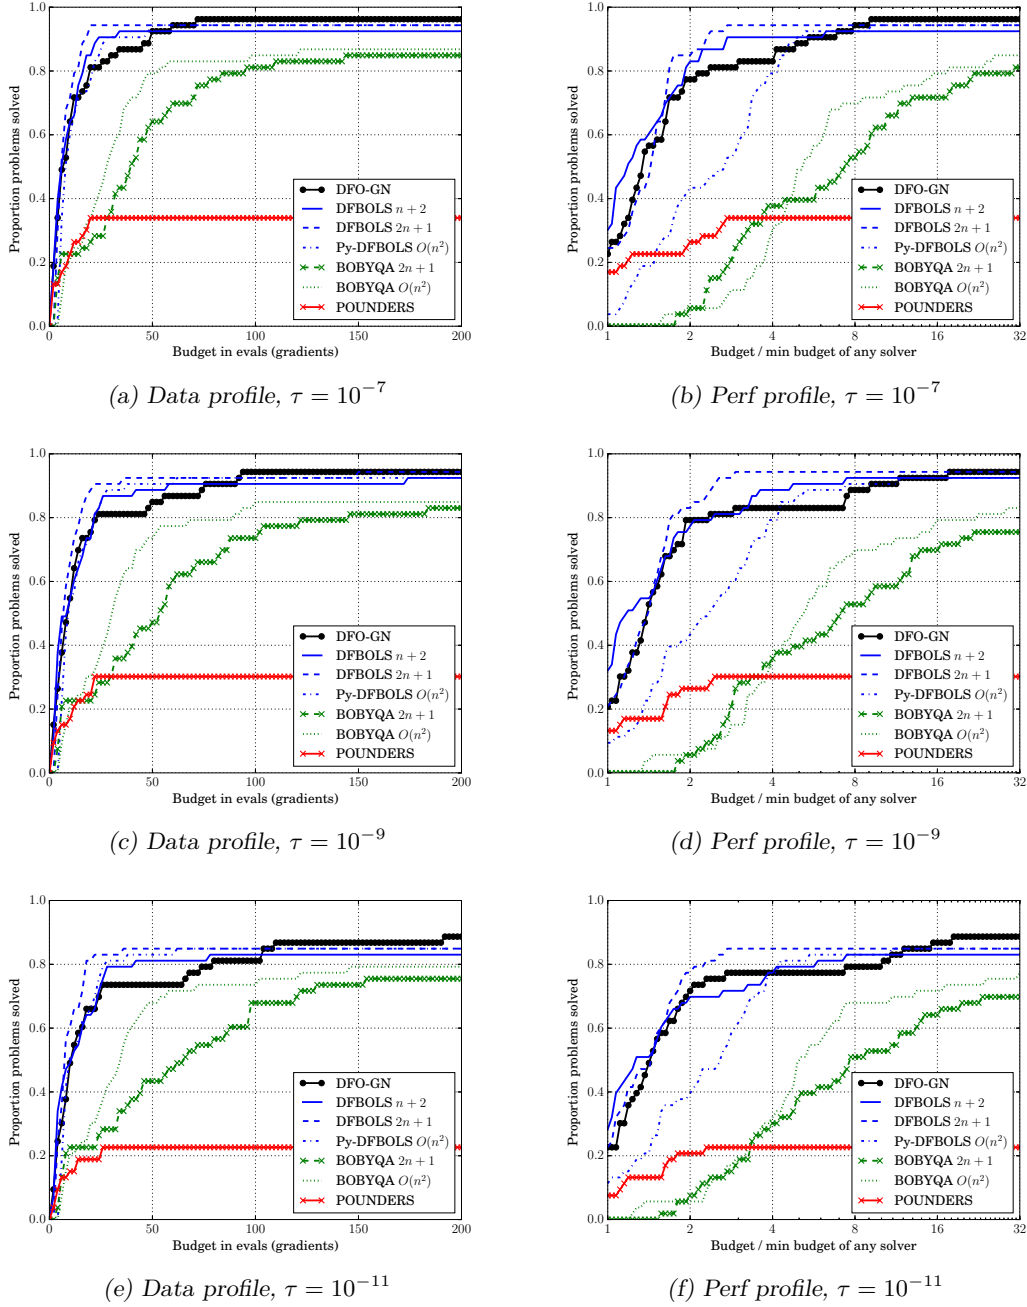 1.0
0.8
0.6
0.4
0.2
0.0
Proportion problems solved
DFO-GN
DFBOLS n + 2
DFBOLS 2n + 1
Py-DFBOLS O(n²)
BOBYQA 2n + 1
BOBYQA O(n²)
POUNDERS
0 50 100 150 200
Budget in evals (gradients)
(a) Data profile, τ = 10⁻⁷
1.0
0.8
0.6
0.4
0.2
0.0
Proportion problems solved
DFO-GN
DFBOLS n + 2
DFBOLS 2n + 1
Py-DFBOLS O(n²)
BOBYQA 2n + 1
BOBYQA O(n²)
POUNDERS
1 2 4 8 16 32
Budget / min budget of any solver
(b) Perf profile, τ = 10⁻⁷
1.0
0.8
0.6
0.4
0.2
0.0
Proportion problems solved
DFO-GN
DFBOLS n + 2
DFBOLS 2n + 1
Py-DFBOLS O(n²)
BOBYQA 2n + 1
BOBYQA O(n²)
POUNDERS
0 50 100 150 200
Budget in evals (gradients)
(c) Data profile, τ = 10⁻⁹
1.0
0.8
0.6
0.4
0.2
0.0
Proportion problems solved
DFO-GN
DFBOLS n + 2
DFBOLS 2n + 1
Py-DFBOLS O(n²)
BOBYQA 2n + 1
BOBYQA O(n²)
POUNDERS
1 2 4 8 16 32
Budget / min budget of any solver
(d) Perf profile, τ = 10⁻⁹
1.0
0.8
0.6
0.4
0.2
0.0
Proportion problems solved
DFO-GN
DFBOLS n + 2
DFBOLS 2n + 1
Py-DFBOLS O(n²)
BOBYQA 2n + 1
BOBYQA O(n²)
POUNDERS
0 50 100 150 200
Budget in evals (gradients)
(e) Data profile, τ = 10⁻¹¹
1.0
0.8
0.6
0.4
0.2
0.0
Proportion problems solved
DFO-GN
DFBOLS n + 2
DFBOLS 2n + 1
Py-DFBOLS O(n²)
BOBYQA 2n + 1
BOBYQA O(n²)
POUNDERS
1 2 4 8 16 32
Budget / min budget of any solver
(f) Perf profile, τ = 10⁻¹¹